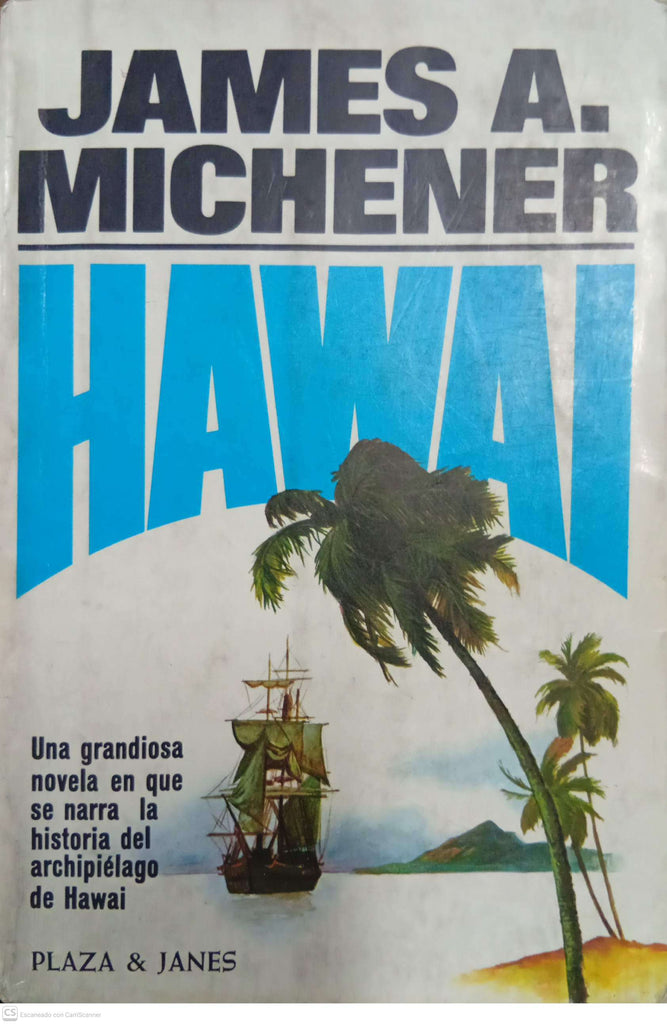 JAMES A.
MICHENER
HAWAI
Una grandiosa
novela en que
se narra la
historia del
archipiélago
de Hawai
PLAZA & JANES
CS Escaneado con CamScanner